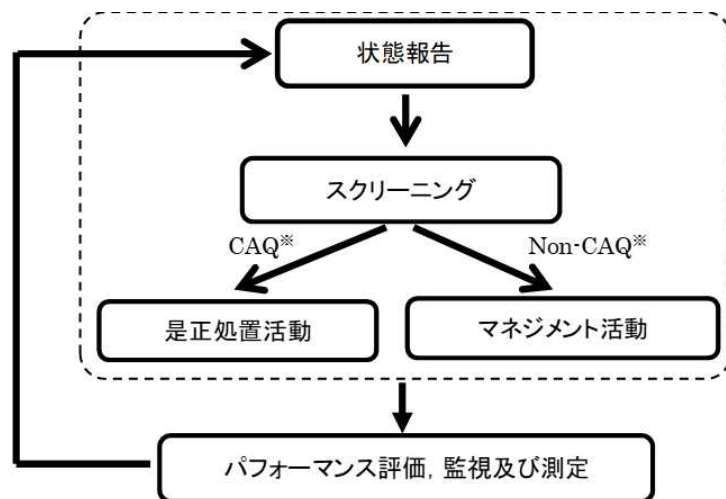 状態報告
スクリーニング
CAQ※
Non-CAQ※
是正処置活動
マネジメント活動
パフォーマンス評価，監視及び測定